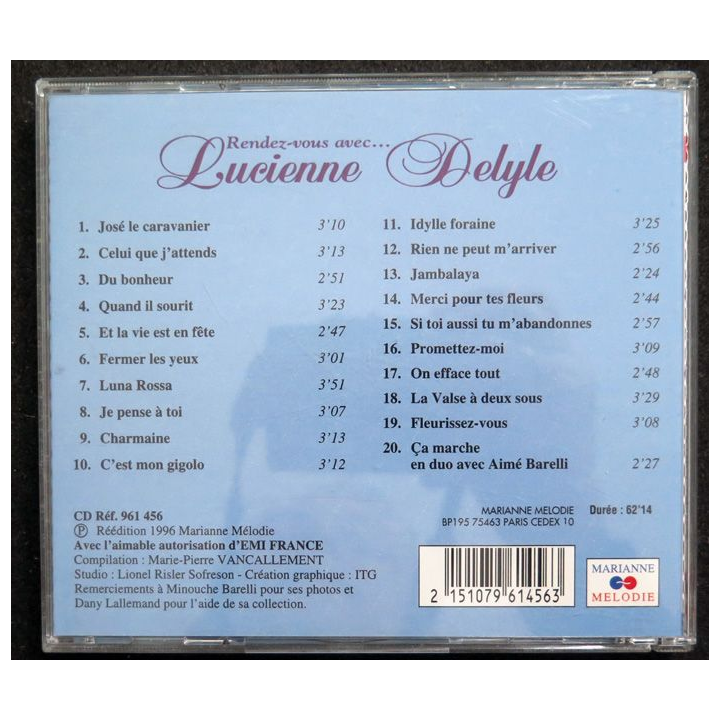 Rendez-vous avec...
Lucienne Delyle
1. José le caravanier 3'10
2. Celui que j'attends 3'13
3. Du bonheur 2'51
4. Quand il sourit 3'23
5. Et la vie est en fête 2'47
6. Fermer les yeux 3'01
7. Luna Rossa 3'51
8. Je pense à toi 3'07
9. Charmaine 3'13
10. C'est mon gigolo 3'12
11. Idylle foraine 3'25
12. Rien ne peut m'arriver 2'56
13. Jambalaya 2'24
14. Merci pour tes fleurs 2'44
15. Si toi aussi tu m'abandonnes 2'57
16. Promettez-moi 3'09
17. On efface tout 2'48
18. La Valse à deux sous 3'29
19. Fleurissez-vous 3'08
20. Ça marche
en duo avec Aimé Barelli 2'27
CD Réf. 961 456
Ⓟ Réédition 1996 Marianne Mélodie
Avec l'aimable autorisation d'EMI FRANCE
Compilation : Marie-Pierre VANCALLEMENT
Studio : Lionel Risler Sofreson - Création graphique : ITG
Remerciements à Minouche Barelli pour ses photos et
Dany Lallemand pour l'aide de sa collection.
MARIANNE MELODIE Durée : 62'14
BP195 75463 PARIS CEDEX 10
2 151079 614563
MARIANNE
MELODIE